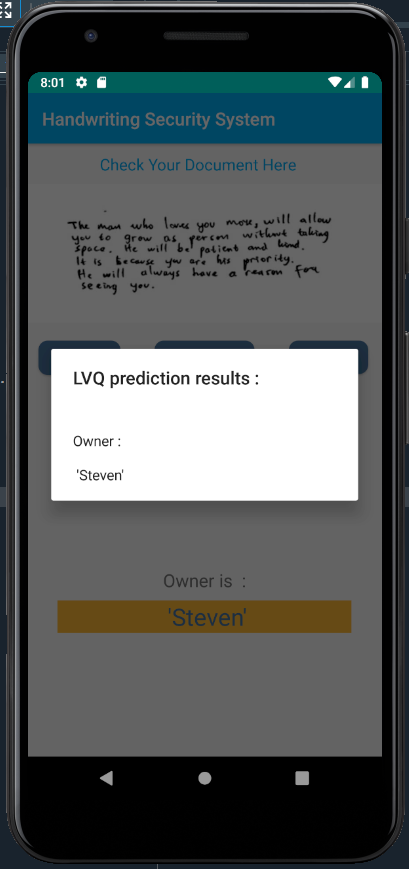 8:01
Handwriting Security System
Check Your Document Here
The man who loves you more, will allow
you to grow as person without taking
space. He will be patient and kind.
It is because you are his priority.
He will always have a reason for
seeing you.
LVQ prediction results :
Owner :
'Steven'
Owner is :
'Steven'